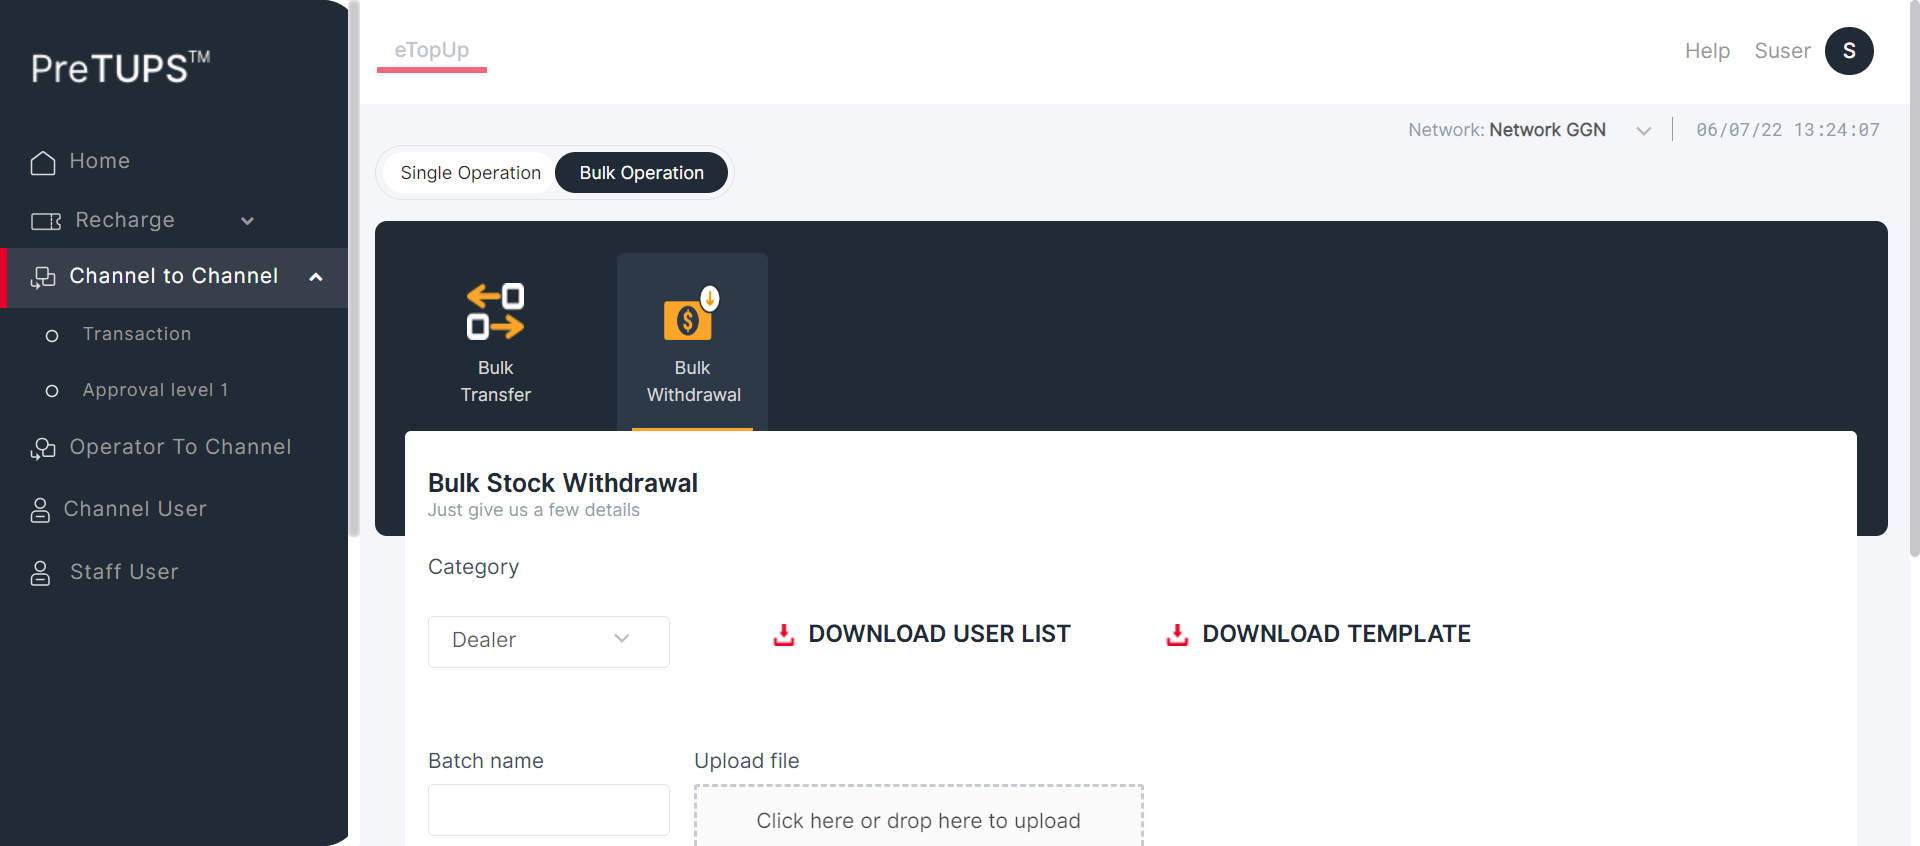 PreTUPS™
Home
Recharge
Channel to Channel
Transaction
Approval level 1
Operator To Channel
Channel User
Staff User
eTopUp
Help
Suser
S
Network: Network GGN
06/07/22 13:24:07
Single Operation
Bulk Operation
Bulk
Transfer
$
Bulk
Withdrawal
Bulk Stock Withdrawal
Just give us a few details
Category
Dealer
DOWNLOAD USER LIST
DOWNLOAD TEMPLATE
Batch name
Upload file
Click here or drop here to upload